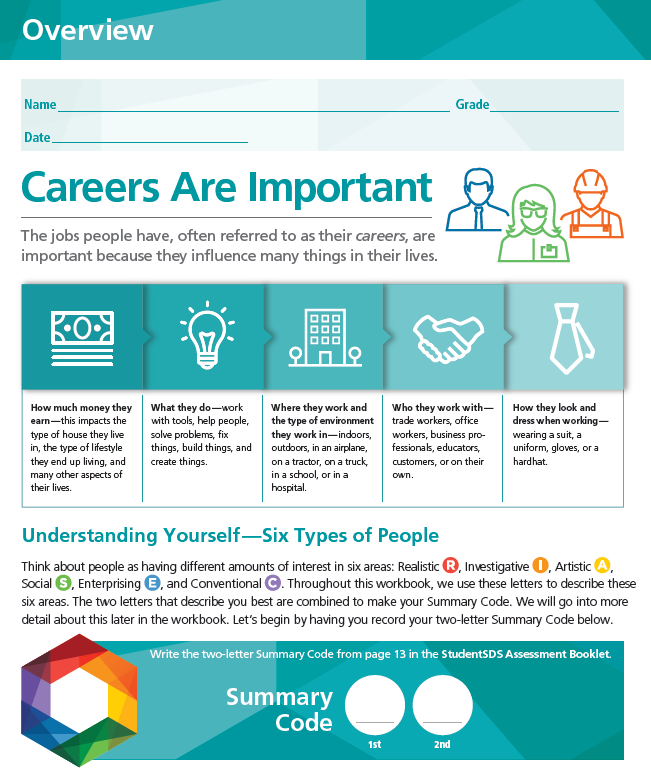 Overview
Name Grade
Date
Careers Are Important
The jobs people have, often referred to as their careers, are
important because they influence many things in their lives.
How much money they
earn—this impacts the
type of house they live
in, the type of lifestyle
they end up living, and
many other aspects of
their lives.
What they do—work
with tools, help people,
solve problems, fix
things, build things, and
create things.
Where they work and
the type of environment
they work in—indoors,
outdoors, in an airplane,
on a tractor, on a truck,
in a school, or in a
hospital.
Who they work with—
trade workers, office
workers, business pro-
fessionals, educators,
customers, or on their
own.
How they look and
dress when working—
wearing a suit, a
uniform, gloves, or a
hardhat.
Understanding Yourself—Six Types of People
Think about people as having different amounts of interest in six areas: Realistic R, Investigative I, Artistic A,
Social S, Enterprising E, and Conventional C. Throughout this workbook, we use these letters to describe these
six areas. The two letters that describe you best are combined to make your Summary Code. We will go into more
detail about this later in the workbook. Let's begin by having you record your two-letter Summary Code below.
Write the two-letter Summary Code from page 13 in the StudentSDS Assessment Booklet.
Summary
Code
1st 2nd